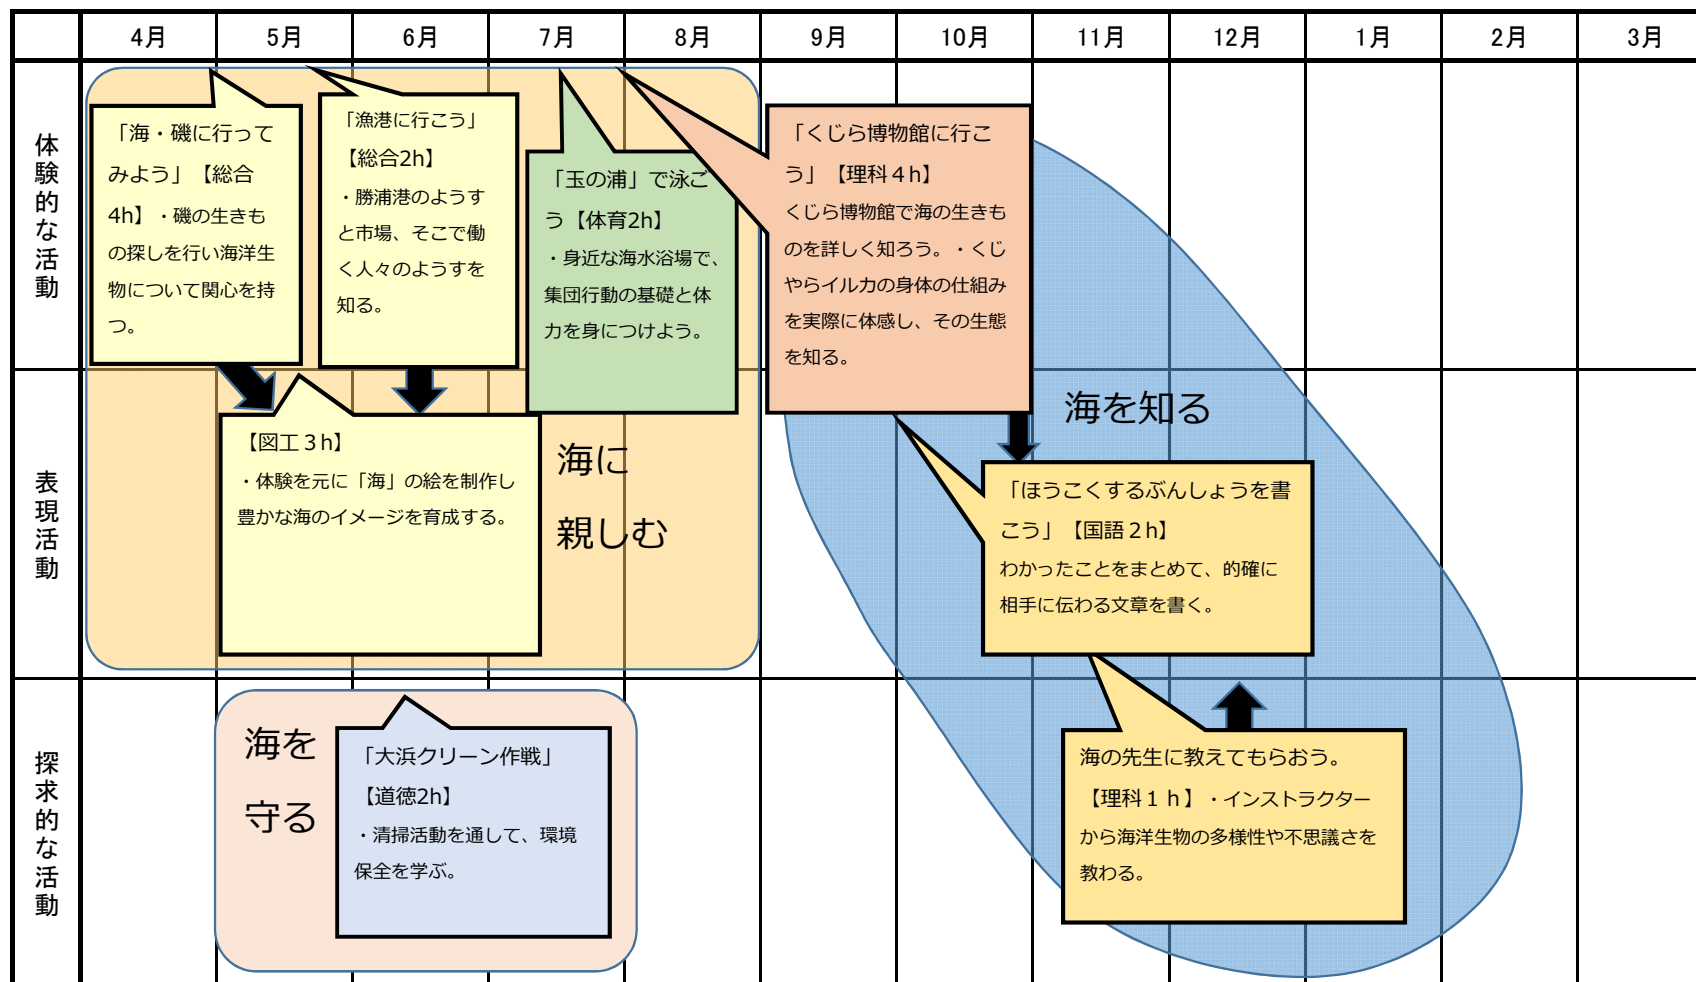 4月 5月 6月 7月 8月 9月 10月 11月 12月 1月 2月 3月
体験的な活動
「海・磯に行って
みよう」【総合
4h】・磯の生きも
の探しを行い海洋生
物について関心を持
つ。
「漁港に行こう」
【総合2h】
・勝浦港のようす
と市場、そこで働
く人々のようすを
知る。
「玉の浦」で泳ご
う【体育2h】
・身近な海水浴場で、
集団行動の基礎と体
力を身につけよう。
「くじら博物館に行こ
う」【理科４h】
くじら博物館で海の生きも
のを詳しく知ろう。・くじ
やらイルカの身体の仕組み
を実際に体感し、その生態
を知る。
表現活動
【図工３h】
・体験を元に「海」の絵を制作し
豊かな海のイメージを育成する。
海に
親しむ
海を知る
「ほうこくするぶんしょうを書
こう」【国語２h】
わかったことをまとめて、的確に
相手に伝わる文章を書く。
探求的な活動
海を
守る
「大浜クリーン作戦」
【道徳2h】
・清掃活動を通して、環境
保全を学ぶ。
海の先生に教えてもらおう。
【理科１ｈ】・インストラクター
から海洋生物の多様性や不思議さを
教わる。